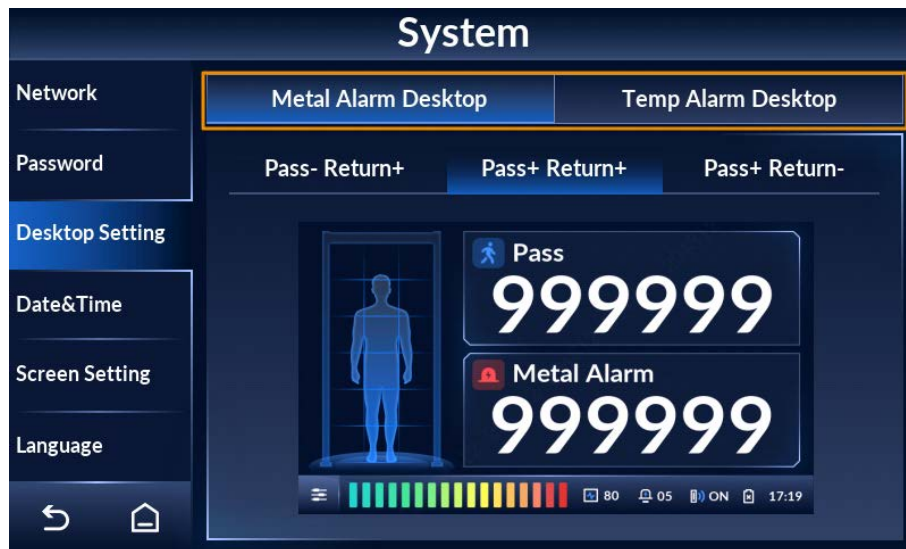 System
Network
Password
Desktop Setting
Date&Time
Screen Setting
Language
Metal Alarm Desktop
Temp Alarm Desktop
Pass- Return+
Pass+ Return+
Pass+ Return-
Pass
999999
Metal Alarm
999999
80
05
ON
17:19